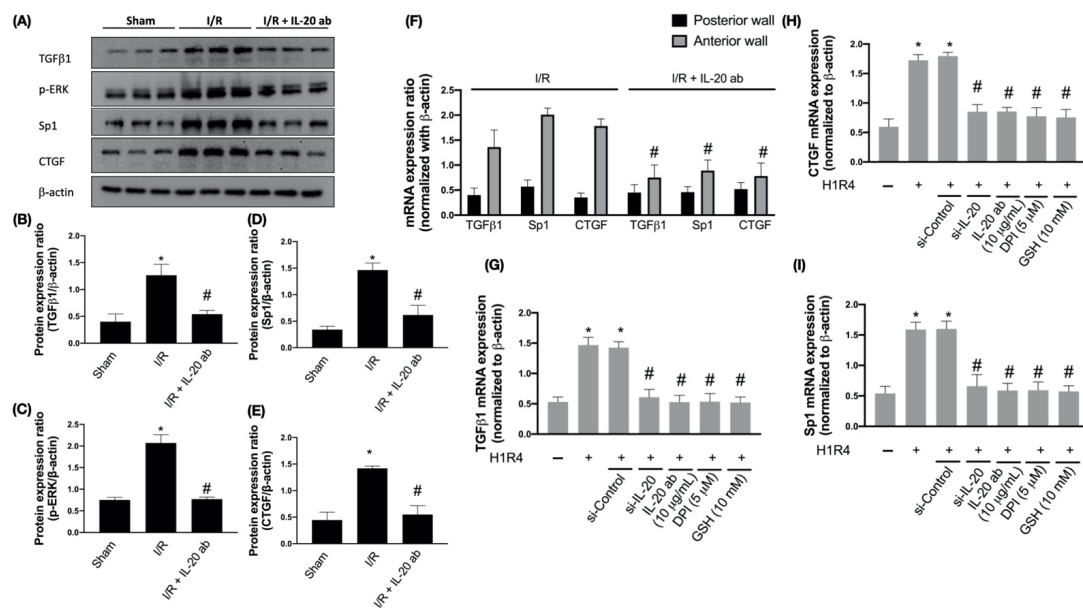 (A)
Sham I/R I/R + IL-20 ab
TGFβ1
p-ERK
Sp1
CTGF
β-actin
(B)
Protein expression ratio
(TGFβ1/β-actin)
2.0
1.5
1.0
0.5
0.0
*
#
Sham
I/R
I/R + IL-20 ab
(C)
Protein expression ratio
(p-ERK/β-actin)
2.5
2.0
1.5
1.0
0.5
0.0
*
#
Sham
I/R
I/R + IL-20 ab
(D)
Protein expression ratio
(Sp1/β-actin)
2.0
1.5
1.0
0.5
0.0
*
#
Sham
I/R
I/R + IL-20 ab
(E)
Protein expression ratio
(CTGF/β-actin)
2.0
1.5
1.0
0.5
0.0
*
#
Sham
I/R
I/R + IL-20 ab
(F)
Posterior wall
Anterior wall
I/R I/R + IL-20 ab
mRNA expression ratio
(normalized with β-actin)
2.5
2.0
1.5
1.0
0.5
0.0
# # #
TGFβ1 Sp1 CTGF TGFβ1 Sp1 CTGF
(G)
TGFβ1 mRNA expression
(normalized to β-actin)
2.0
1.5
1.0
0.5
0.0
* * # # # #
H1R4 – + + + + + +
si-Control
si-IL-20
IL-20 ab
(10 μg/mL)
DPI (5 μM)
GSH (10 mM)
(H)
CTGF mRNA expression
(normalized to β-actin)
2.0
1.5
1.0
0.5
0.0
* * # # # #
H1R4 – + + + + + +
si-Control
si-IL-20
IL-20 ab
(10 μg/mL)
DPI (5 μM)
GSH (10 mM)
(I)
Sp1 mRNA expression
(normalized to β-actin)
2.0
1.5
1.0
0.5
0.0
* * # # # #
H1R4 – + + + + + +
si-Control
si-IL-20
IL-20 ab
(10 μg/mL)
DPI (5 μM)
GSH (10 mM)